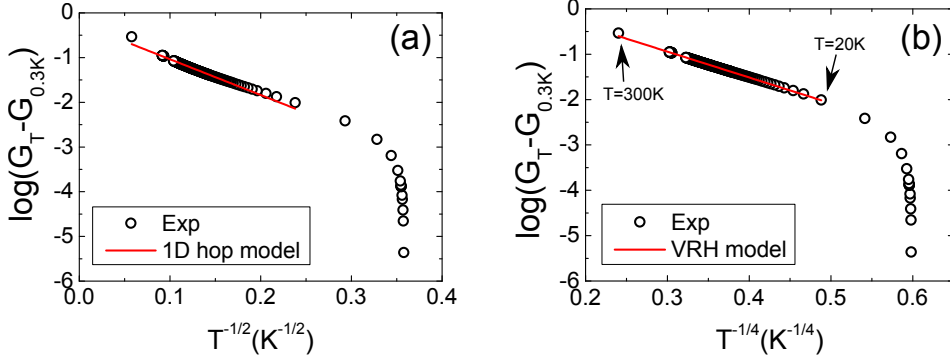 (a)
log(G_T-G_0.3K)
0
-1
-2
-3
-4
-5
-6
Exp
1D hop model
0.0 0.1 0.2 0.3 0.4
T^-1/2(K^-1/2)
(b)
log(G_T-G_0.3K)
0
-1
-2
-3
-4
-5
-6
T=300K
T=20K
Exp
VRH model
0.2 0.3 0.4 0.5 0.6
T^-1/4(K^-1/4)